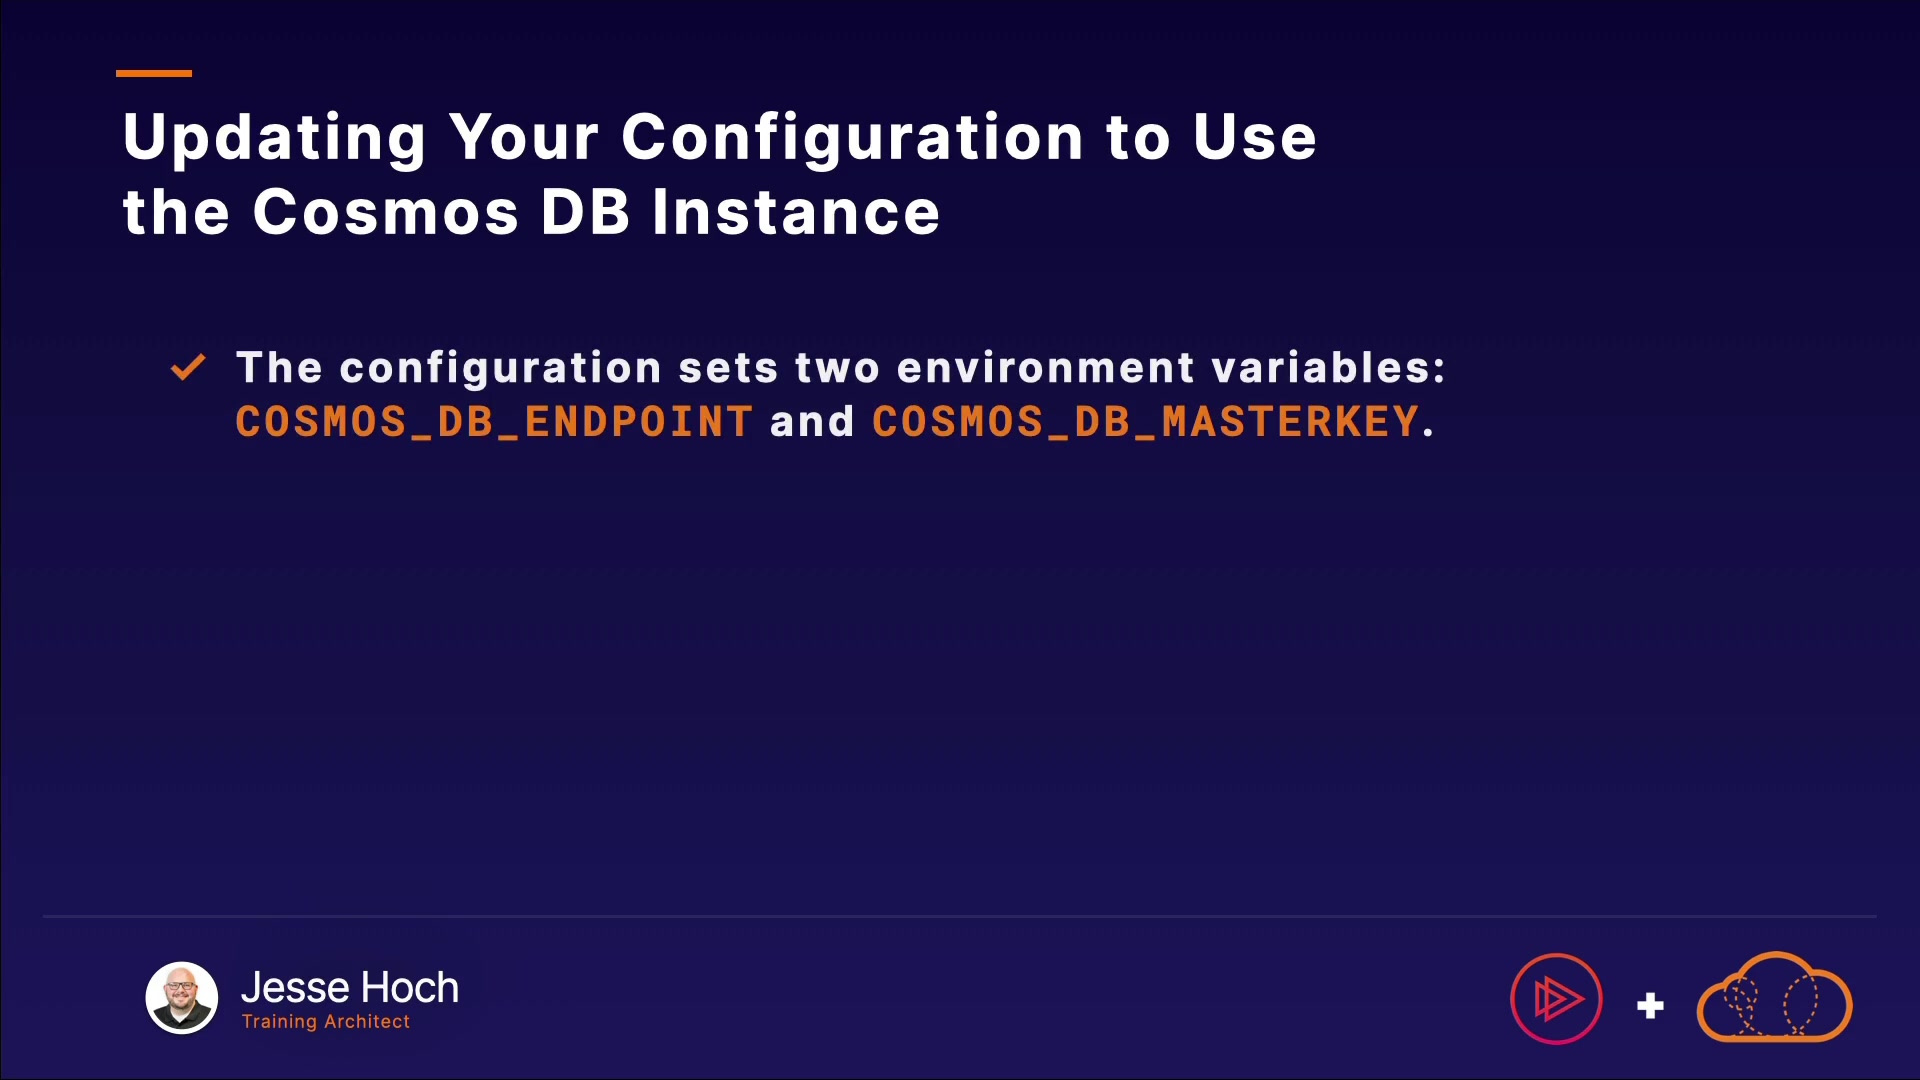 Updating Your Configuration to Use
the Cosmos DB Instance
The configuration sets two environment variables:
COSMOS_DB_ENDPOINT and COSMOS_DB_MASTERKEY.
Jesse Hoch
Training Architect